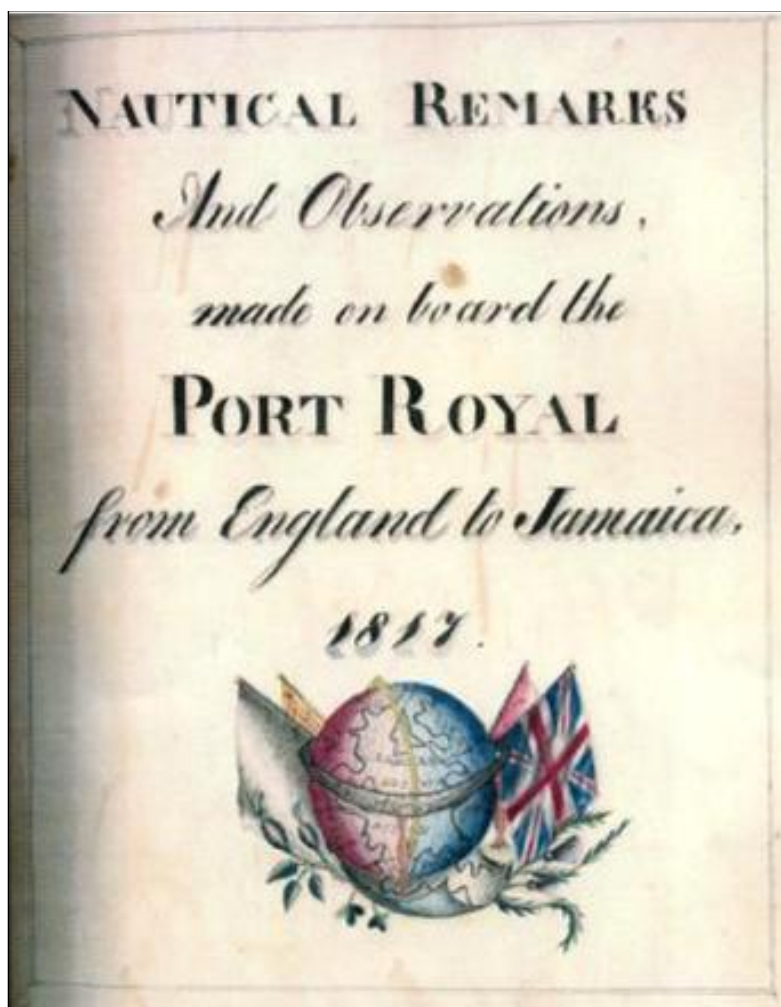 NAUTICAL REMARKS
And Observations,
made on board the
PORT ROYAL
from England to Jamaica,
1817.